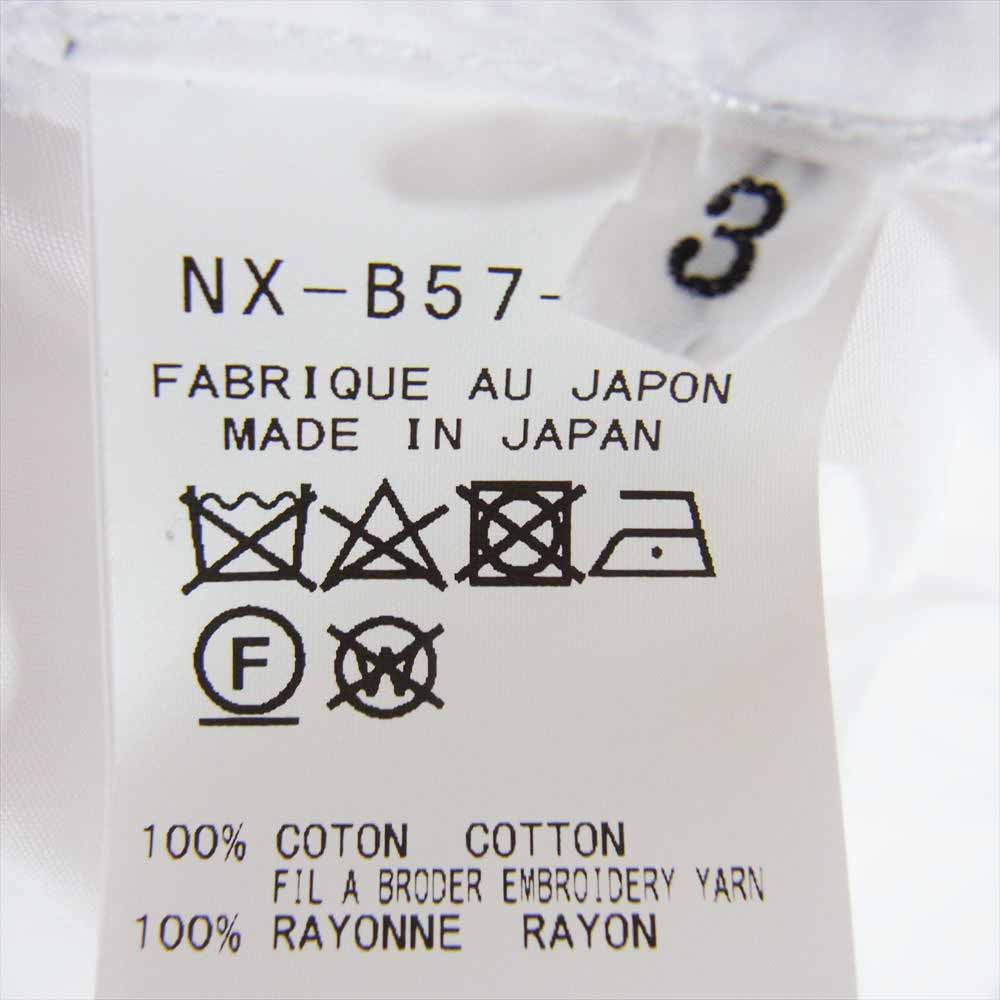 3
NX-B57-
FABRIQUE AU JAPON
MADE IN JAPAN
F
W
100% COTON COTTON
FIL A BRODER EMBROIDERY YARN
100% RAYONNE RAYON